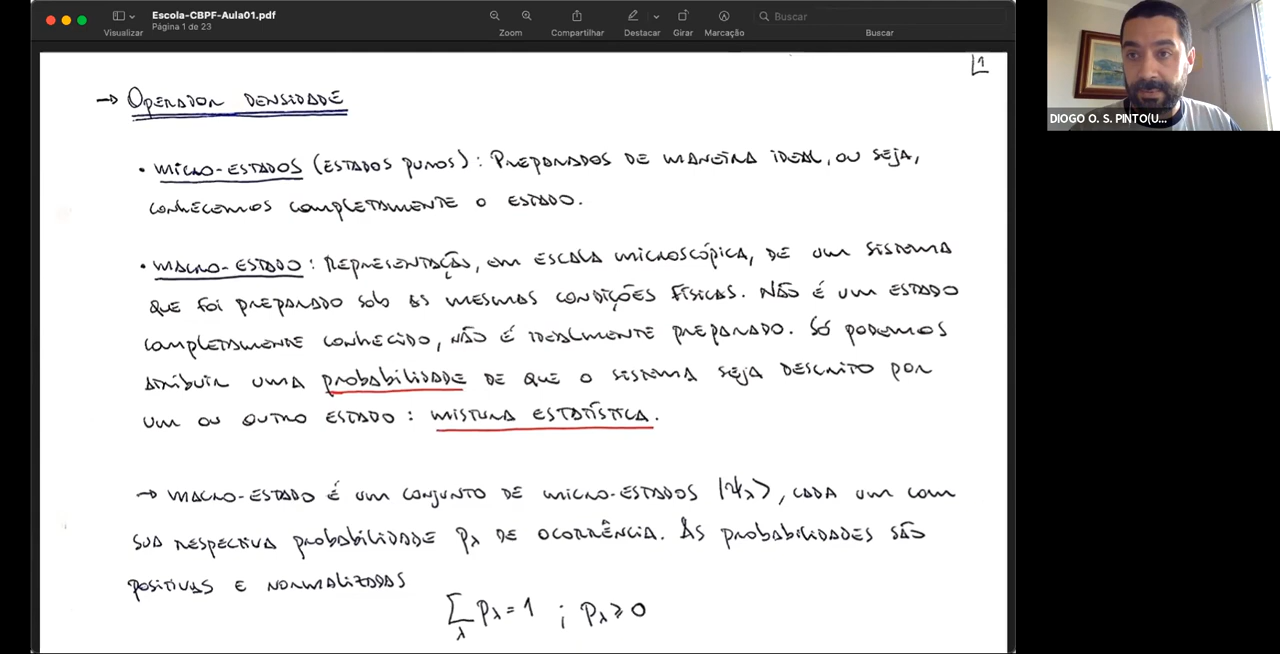 Escola-CBPF-Aula01.pdf
Página 1 de 23
Visualizar
Zoom
Compartilhar
Destacar
Girar
Marcação
Buscar
Buscar
1
→ OPERADOR DENSIDADE
• MICRO-ESTADOS (ESTADOS PUROS): PREPARADOS DE MANEIRA IDEAL, OU SEJA,
CONHECEMOS COMPLETAMENTE O ESTADO.
• MACRO-ESTADO: REPRESENTAÇÃO, EM ESCALA MICROSCÓPICA, DE UM SISTEMA
QUE FOI PREPARADO SOB AS MESMAS CONDIÇÕES FÍSICAS. NÃO É UM ESTADO
COMPLETAMENTE CONHECIDO, NÃO É IDEALMENTE PREPARADO. SÓ PODEMOS
ATRIBUIR UMA PROBABILIDADE DE QUE O SISTEMA SEJA DESCRITO POR
UM OU OUTRO ESTADO: MISTURA ESTATÍSTICA.
→ MACRO-ESTADO É UM CONJUNTO DE MICRO-ESTADOS |Ψλ⟩, CADA UM COM
SUA RESPECTIVA PROBABILIDADE pλ DE OCORRÊNCIA. AS PROBABILIDADES SÃO
POSITIVAS E NORMALIZADAS
∑λ pλ = 1 ; pλ ≥ 0
DIOGO O. S. PINTO(U...